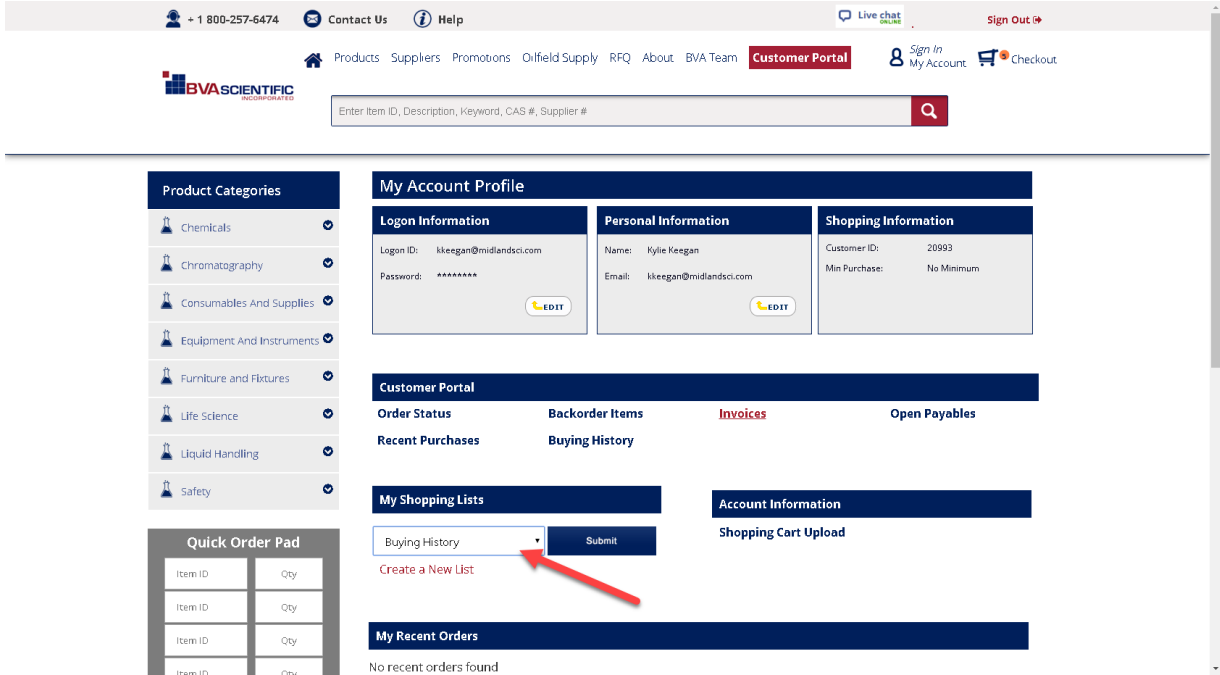 + 1 800-257-6474 Contact Us Help Live chat ONLINE Sign Out
Products Suppliers Promotions Oilfield Supply RFQ About BVA Team Customer Portal Sign In My Account 5 Checkout
BVA SCIENTIFIC
INCORPORATED
Enter Item ID, Description, Keyword, CAS #, Supplier #
Product Categories
Chemicals
Chromatography
Consumables And Supplies
Equipment And Instruments
Furniture and Fixtures
Life Science
Liquid Handling
Safety
Quick Order Pad
Item ID Qty
Item ID Qty
Item ID Qty
Item ID Qty
My Account Profile
Logon Information
Logon ID: kkeegan@midlandsci.com
Password: ********
EDIT
Personal Information
Name: Kylie Keegan
Email: kkeegan@midlandsci.com
EDIT
Shopping Information
Customer ID: 20993
Min Purchase: No Minimum
Customer Portal
Order Status Backorder Items Invoices Open Payables
Recent Purchases Buying History
My Shopping Lists
Buying History Submit
Create a New List
Account Information
Shopping Cart Upload
My Recent Orders
No recent orders found